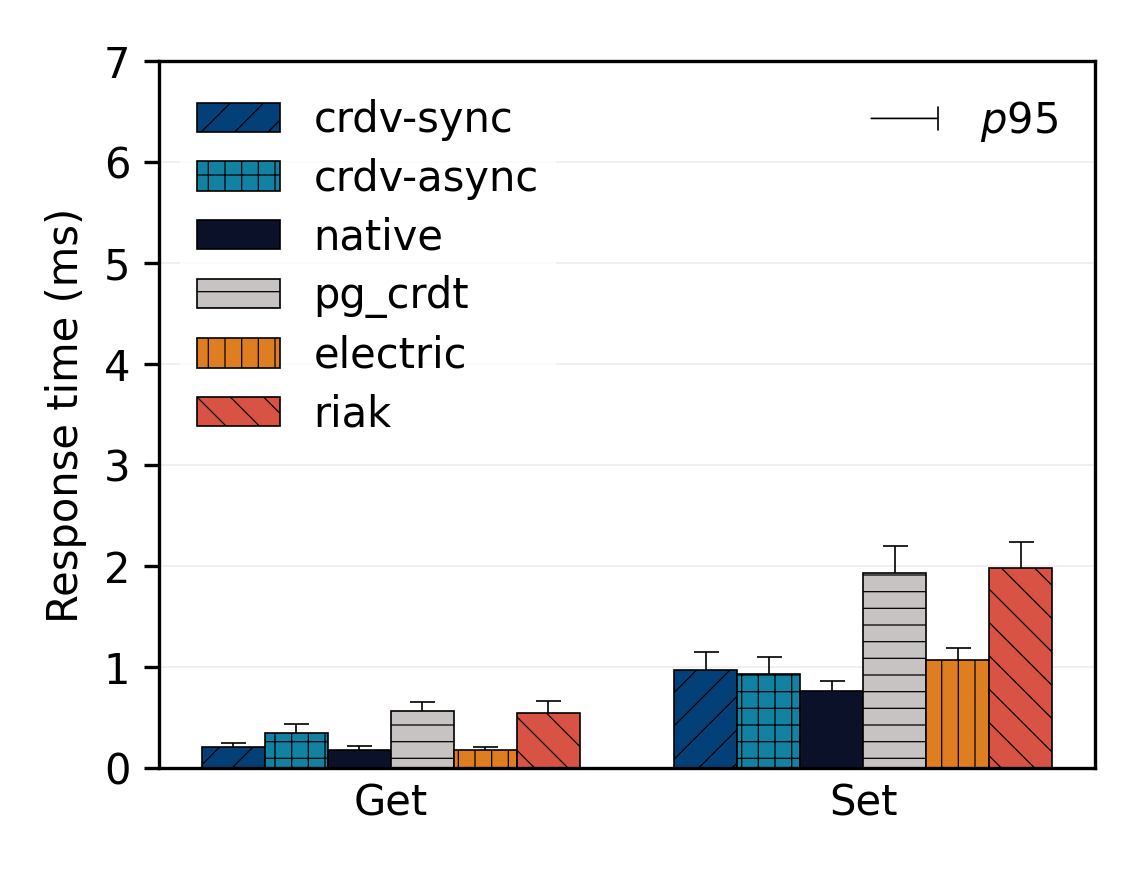 Response time (ms)
7
6
5
4
3
2
1
0
crdv-sync
crdv-async
native
pg_crdt
electric
riak
p95
Get
Set